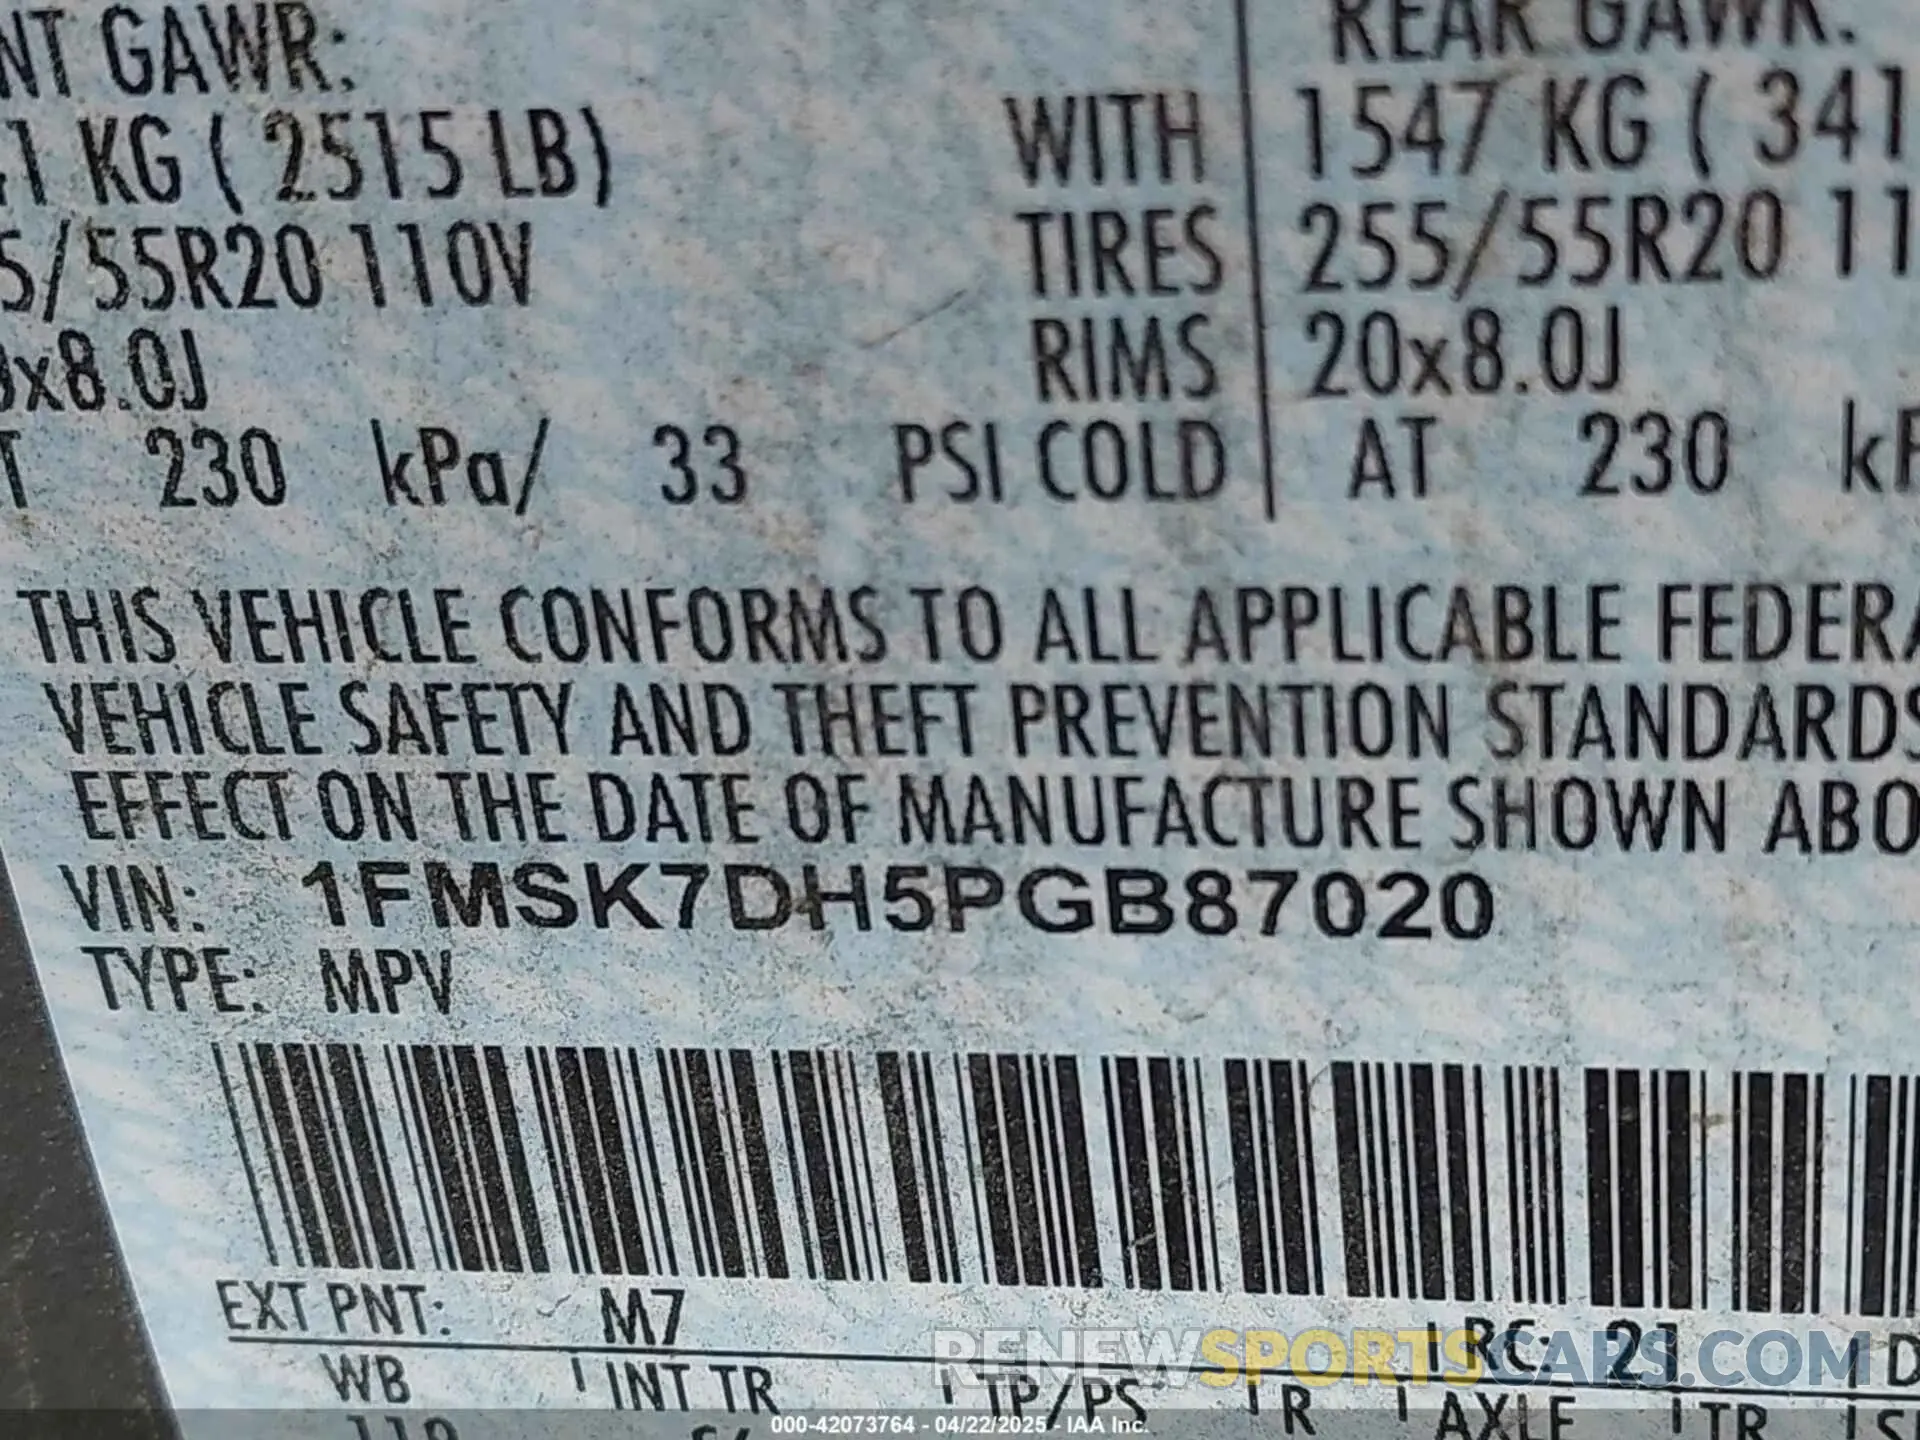 NT GAWR: REAR GAWR:
1 KG ( 2515 LB) WITH 1547 KG ( 341
5/55R20 110V TIRES 255/55R20 11
x8.0J RIMS 20x8.0J
T 230 kPa/ 33 PSI COLD AT 230 kP
THIS VEHICLE CONFORMS TO ALL APPLICABLE FEDERA
VEHICLE SAFETY AND THEFT PREVENTION STANDARDS
EFFECT ON THE DATE OF MANUFACTURE SHOWN ABO
VIN: 1FMSK7DH5PGB87020
TYPE: MPV
EXT PNT: M7 RC: 21 D
WB INT TR TP/PS R AXLE TR S
RENEWSPORTSCARS.COM
000-42073764 - 04/22/2025 - IAA Inc.